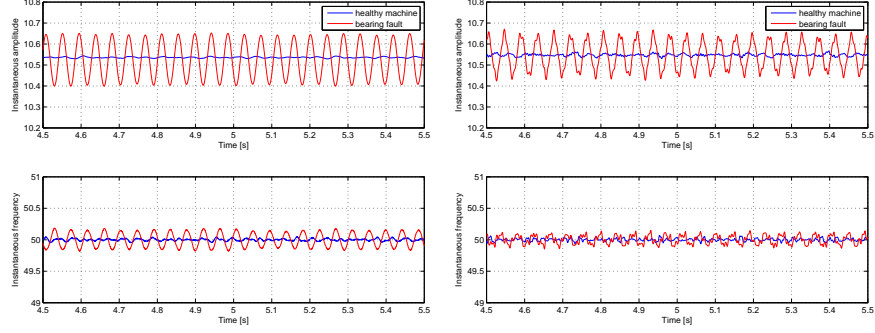 10.8
10.7
10.6
10.5
10.4
10.3
10.2
4.5 4.6 4.7 4.8 4.9 5 5.1 5.2 5.3 5.4 5.5
Time [s]
Instantaneous amplitude
healthy machine
bearing fault
10.8
10.7
10.6
10.5
10.4
10.3
10.2
4.5 4.6 4.7 4.8 4.9 5 5.1 5.2 5.3 5.4 5.5
Time [s]
Instantaneous amplitude
healthy machine
bearing fault
51
50.5
50
49.5
49
4.5 4.6 4.7 4.8 4.9 5 5.1 5.2 5.3 5.4 5.5
Time [s]
Instantaneous frequency
51
50.5
50
49.5
49
4.5 4.6 4.7 4.8 4.9 5 5.1 5.2 5.3 5.4 5.5
Time [s]
Instantaneous frequency